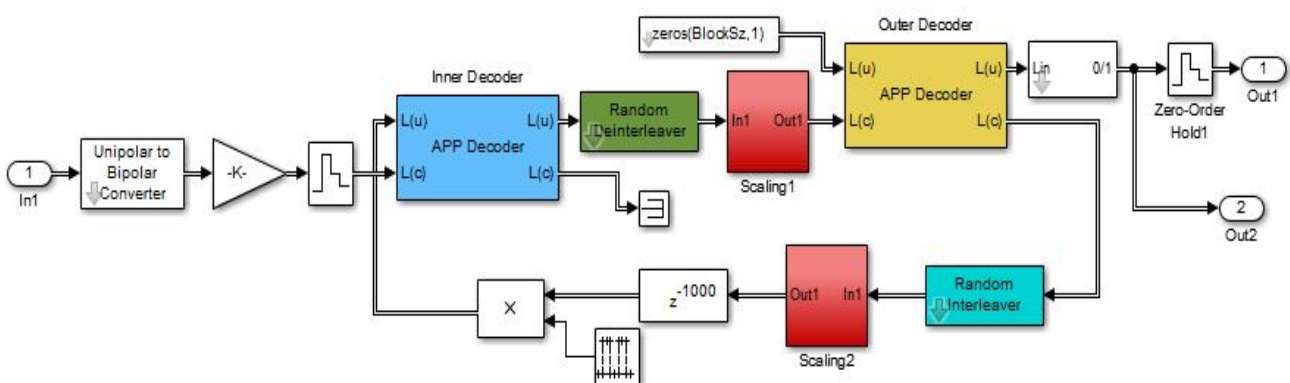 zeros(BlockSz,1)
Outer Decoder
L(u)
L(u)
APP Decoder
L(c)
L(c)
Lin
0/1
Zero-Order
Hold1
1
Out1
2
Out2
Inner Decoder
L(u)
L(u)
APP Decoder
L(c)
L(c)
Random
Deinterleaver
In1
Out1
Scaling1
1
In1
Unipolar to
Bipolar
Converter
-K-
X
z-1000
Out1
In1
Scaling2
Random
Interleaver